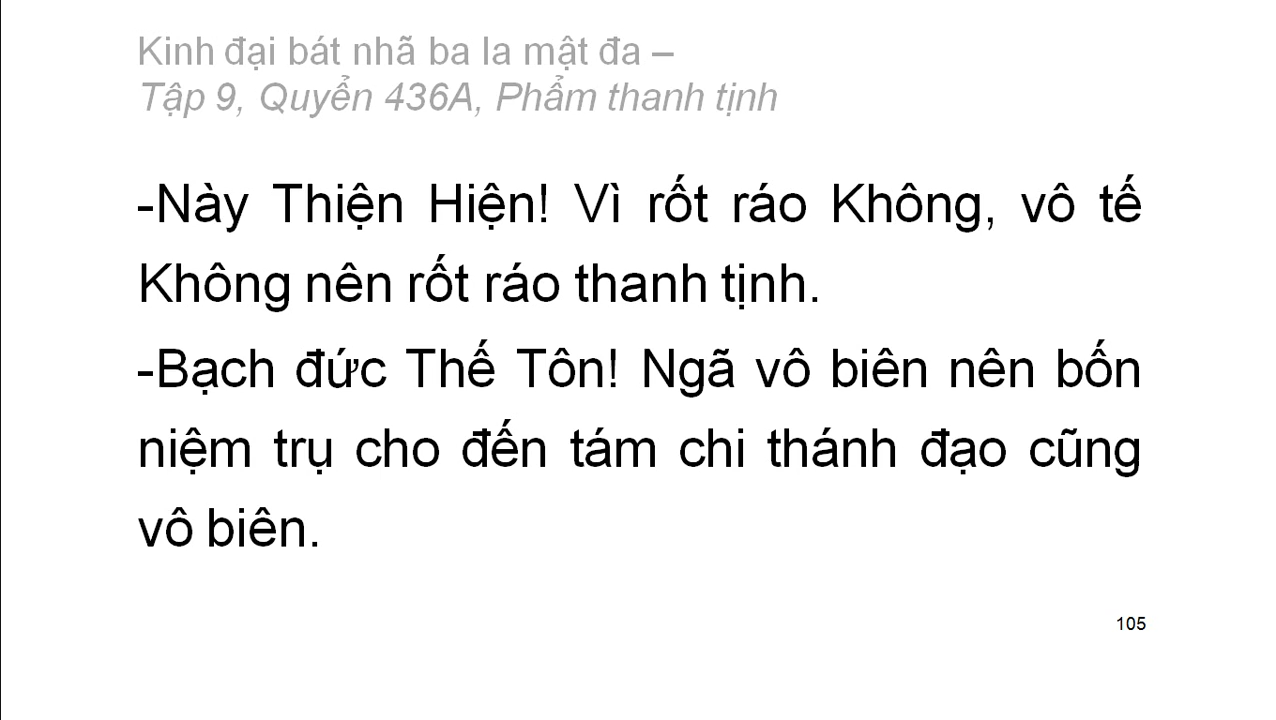 Kinh đại bát nhã ba la mật đa –
Tập 9, Quyển 436A, Phẩm thanh tịnh
-Này Thiện Hiện! Vì rốt ráo Không, vô tế
Không nên rốt ráo thanh tịnh.
-Bạch đức Thế Tôn! Ngã vô biên nên bốn
niệm trụ cho đến tám chi thánh đạo cũng
vô biên.
105